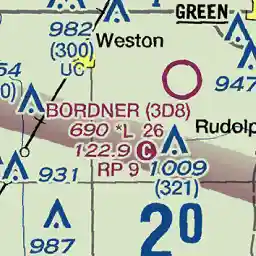 GREEN
982
(300)
UC
Weston
947
54
0)
BORDNER (3D8)
690 *L 26
122.9 C
RP 9
Rudolp
1009
(321)
931
987
20